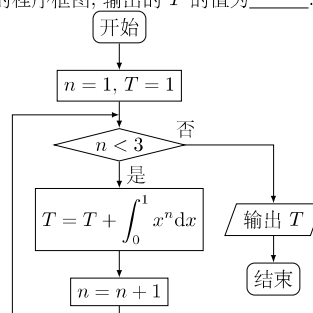 的程序框图, 输出的 T 的值为______.
开始
n = 1, T = 1
n < 3
否
是
T = T + ∫₀¹ xⁿdx
输出 T
n = n + 1
结束